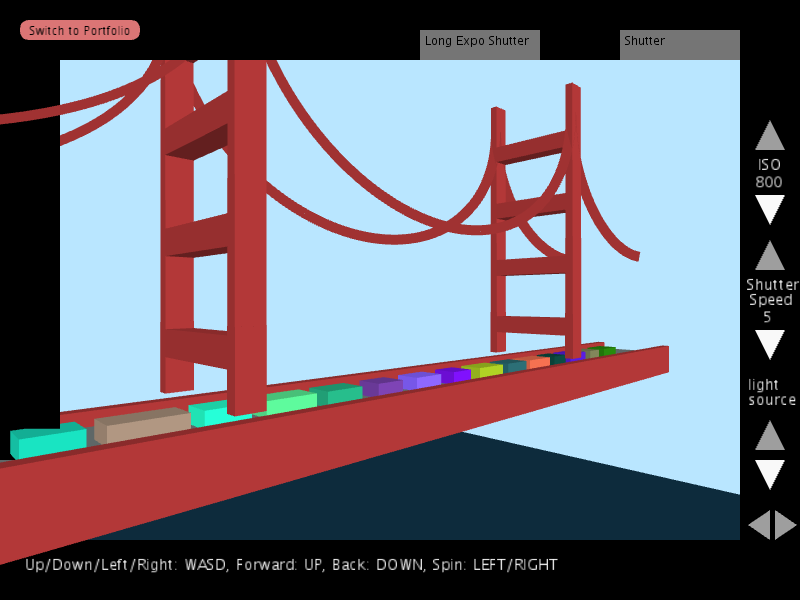 Switch to Portfolio
Long Expo Shutter
Shutter
ISO
800
Shutter
Speed
5
light
source
Up/Down/Left/Right: WASD, Forward: UP, Back: DOWN, Spin: LEFT/RIGHT